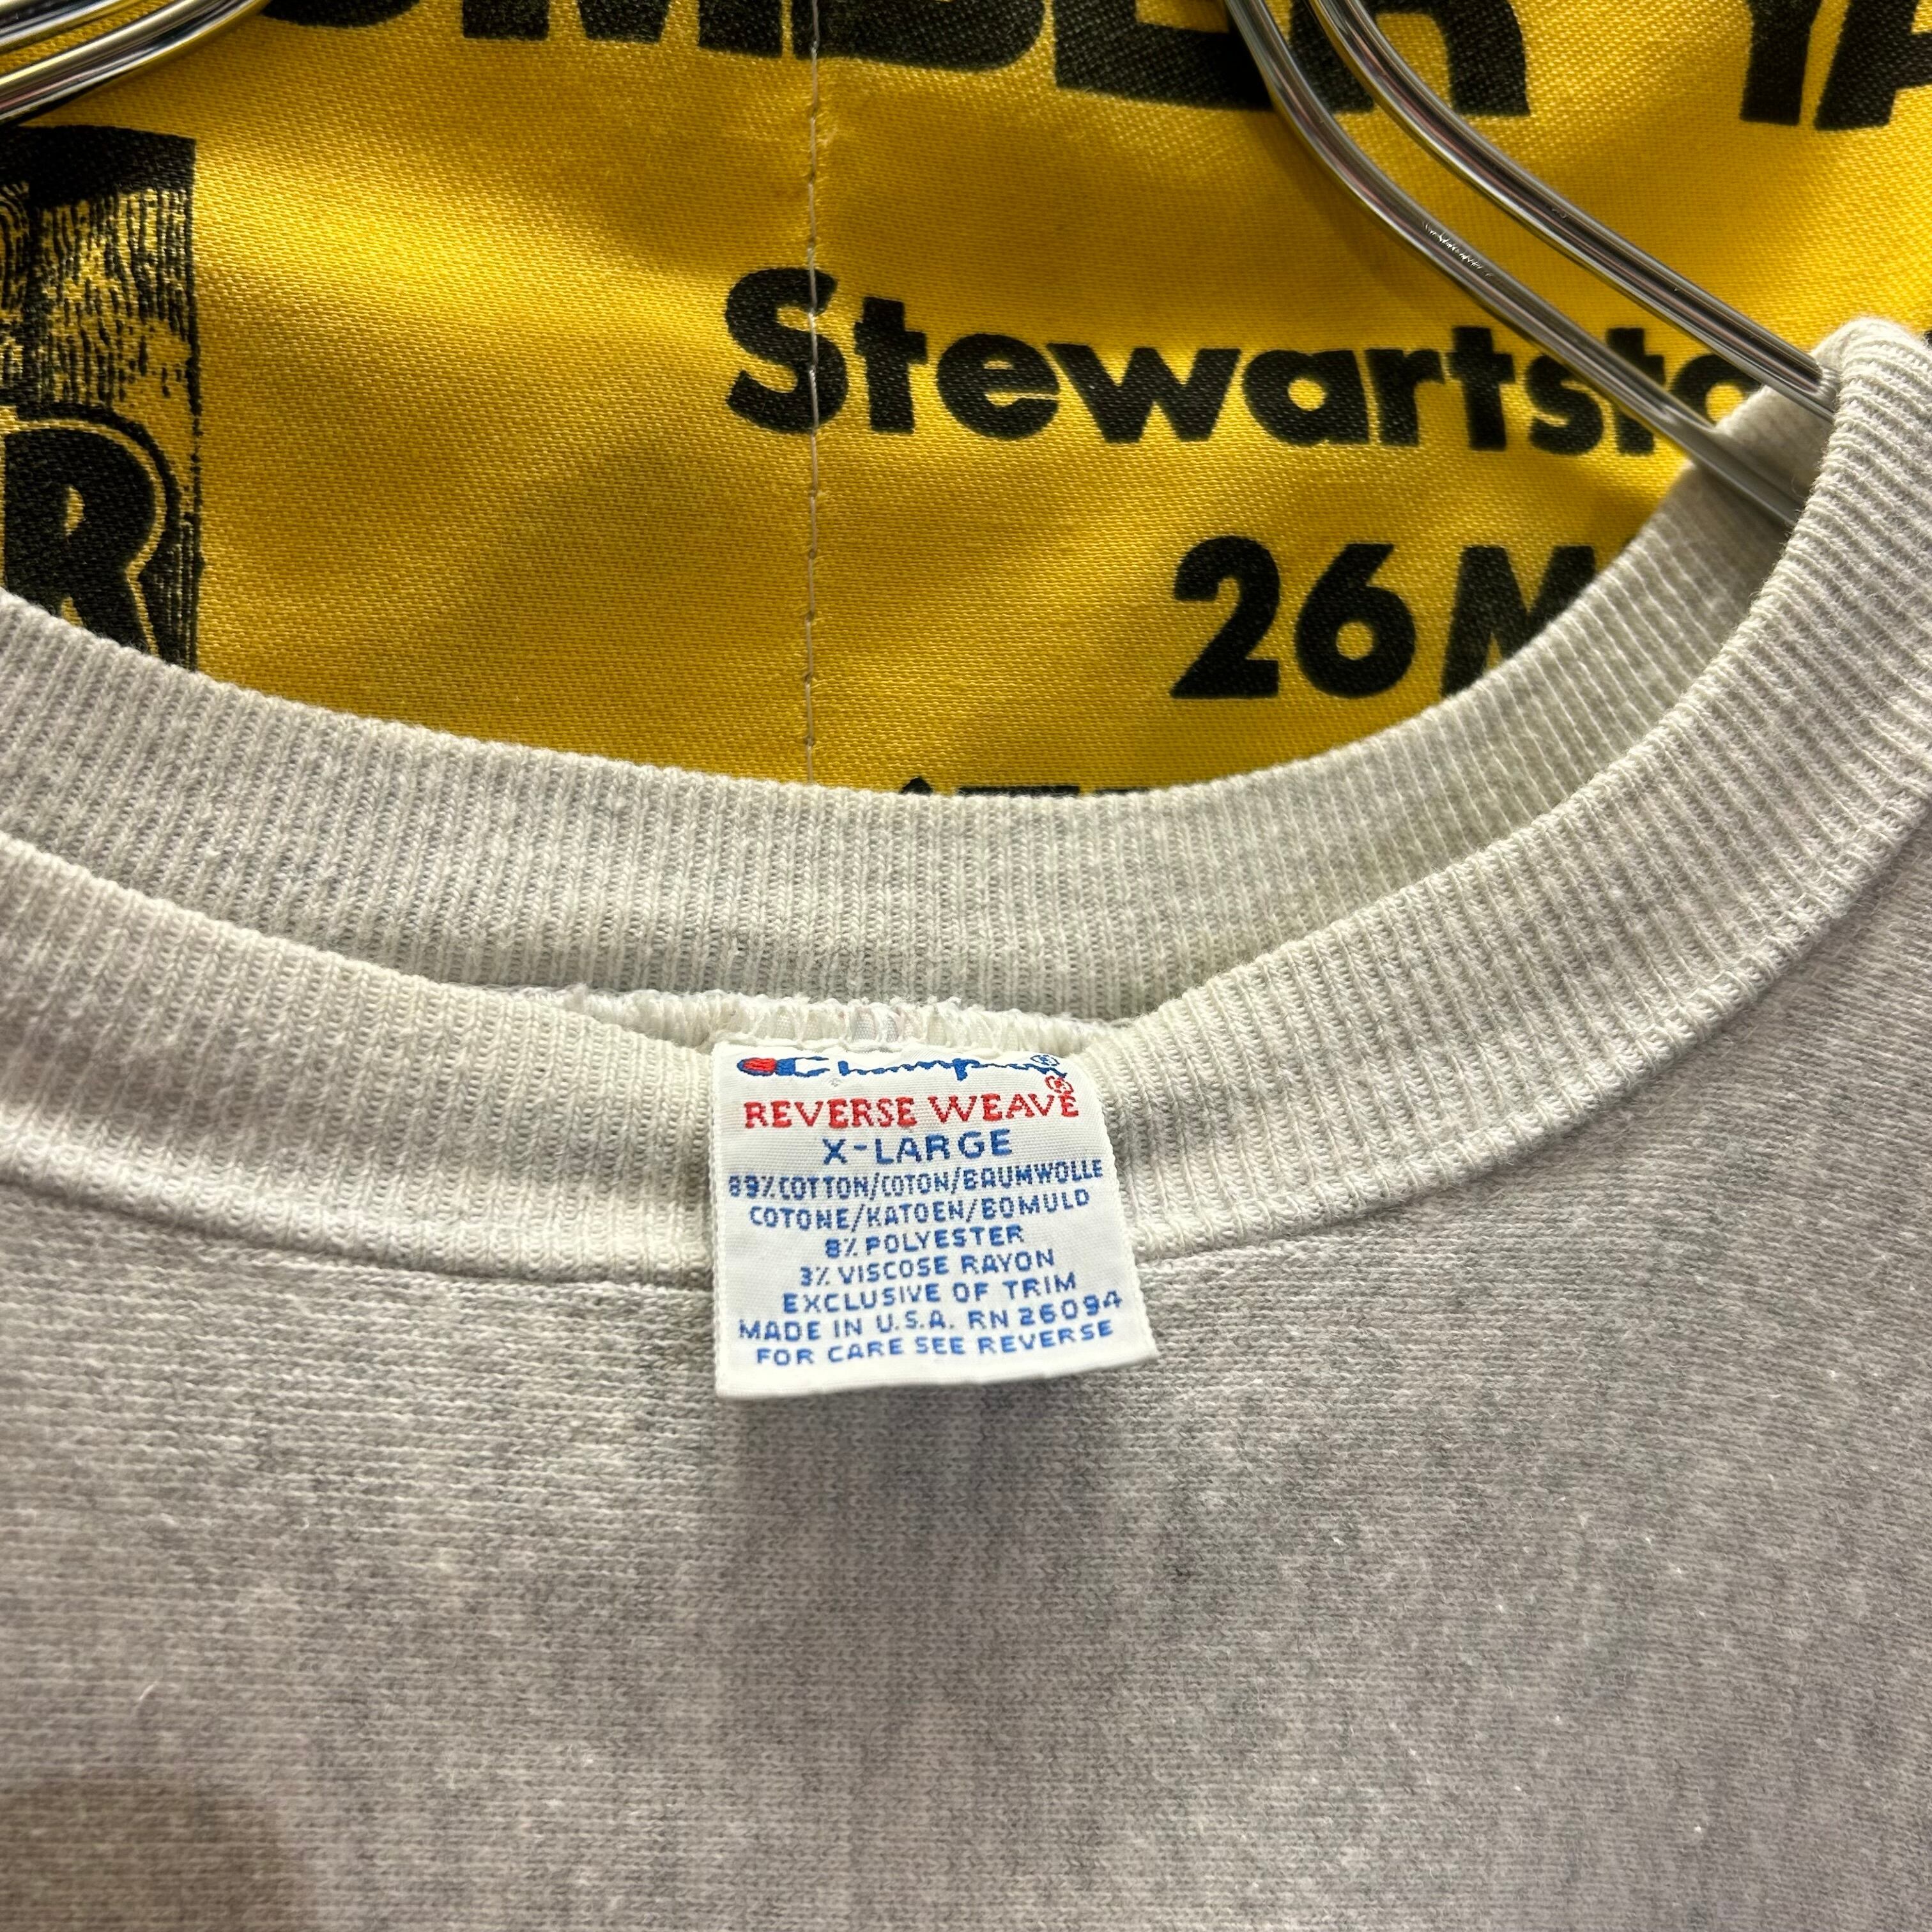 Stewartsto
26 M
Champion®
REVERSE WEAVE®
X-LARGE
89% COTTON/COTON/BAUMWOLLE
COTONE/KATOEN/BOMULD
8% POLYESTER
3% VISCOSE RAYON
EXCLUSIVE OF TRIM
MADE IN U.S.A. RN 26094
FOR CARE SEE REVERSE